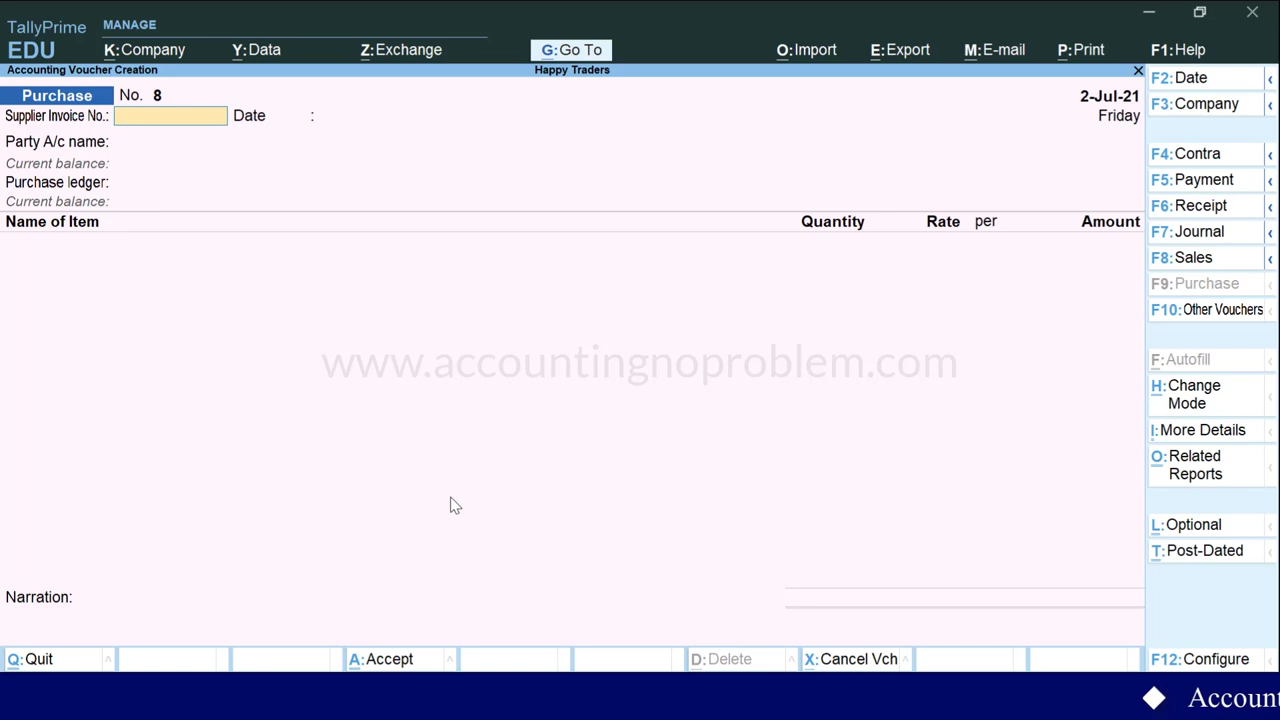 TallyPrime
EDU
MANAGE
K:Company Y:Data Z:Exchange G:Go To O:Import E:Export M:E-mail P:Print F1:Help
Accounting Voucher Creation Happy Traders
Purchase No. 8 2-Jul-21
Supplier Invoice No.: Date : Friday
Party A/c name:
Current balance:
Purchase ledger:
Current balance:
Name of Item Quantity Rate per Amount
www.accountingnoproblem.com
Narration:
F2:Date
F3:Company
F4:Contra
F5:Payment
F6:Receipt
F7:Journal
F8:Sales
F9:Purchase
F10:Other Vouchers
F:Autofill
H:Change
Mode
I:More Details
O:Related
Reports
L:Optional
T:Post-Dated
Q:Quit A:Accept D:Delete X:Cancel Vch F12:Configure
Account